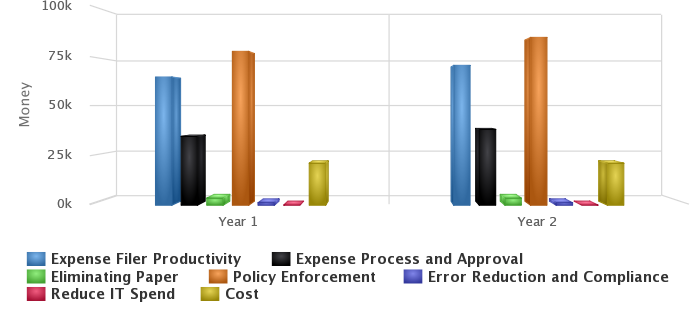 100k
75k
50k
25k
0k
Money
Year 1
Year 2
Expense Filer Productivity
Expense Process and Approval
Eliminating Paper
Policy Enforcement
Error Reduction and Compliance
Reduce IT Spend
Cost